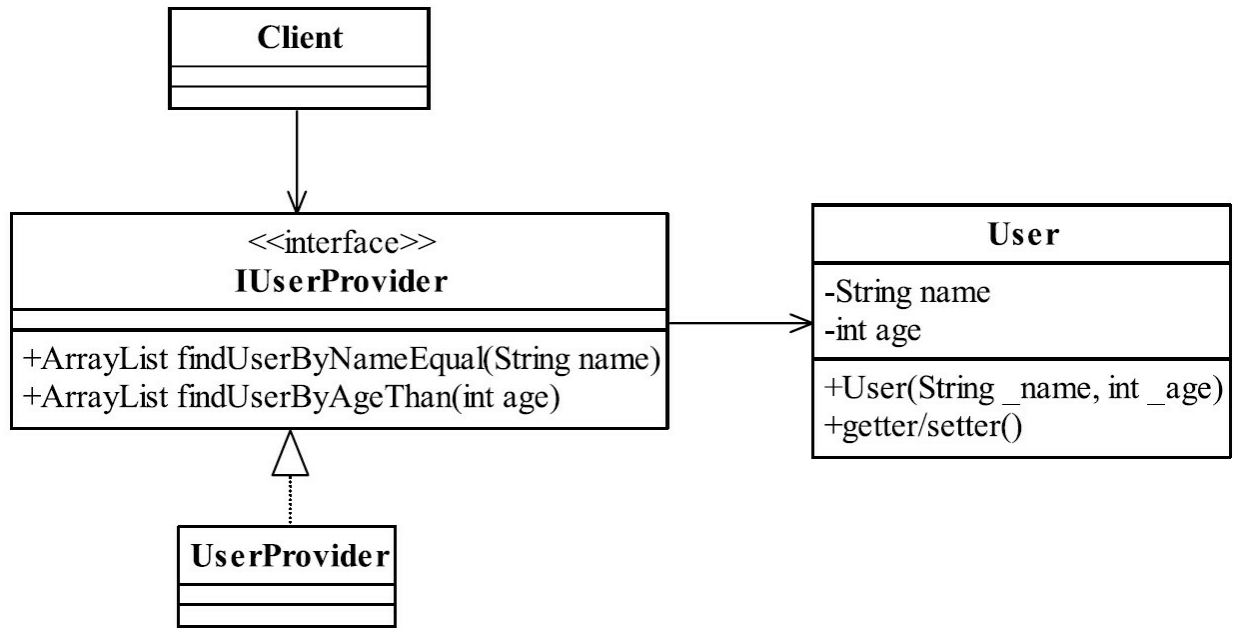 Client
<<interface>>
IUserProvider
+ArrayList findUserByNameEqual(String name)
+ArrayList findUserByAgeThan(int age)
User
-String name
-int age
+User(String _name, int _age)
+getter/setter()
UserProvider